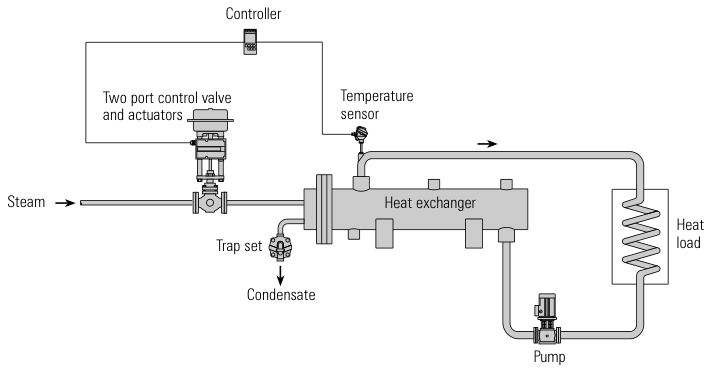 Controller
Two port control valve
and actuators
Temperature
sensor
Steam
Heat exchanger
Heat
load
Trap set
Condensate
Pump